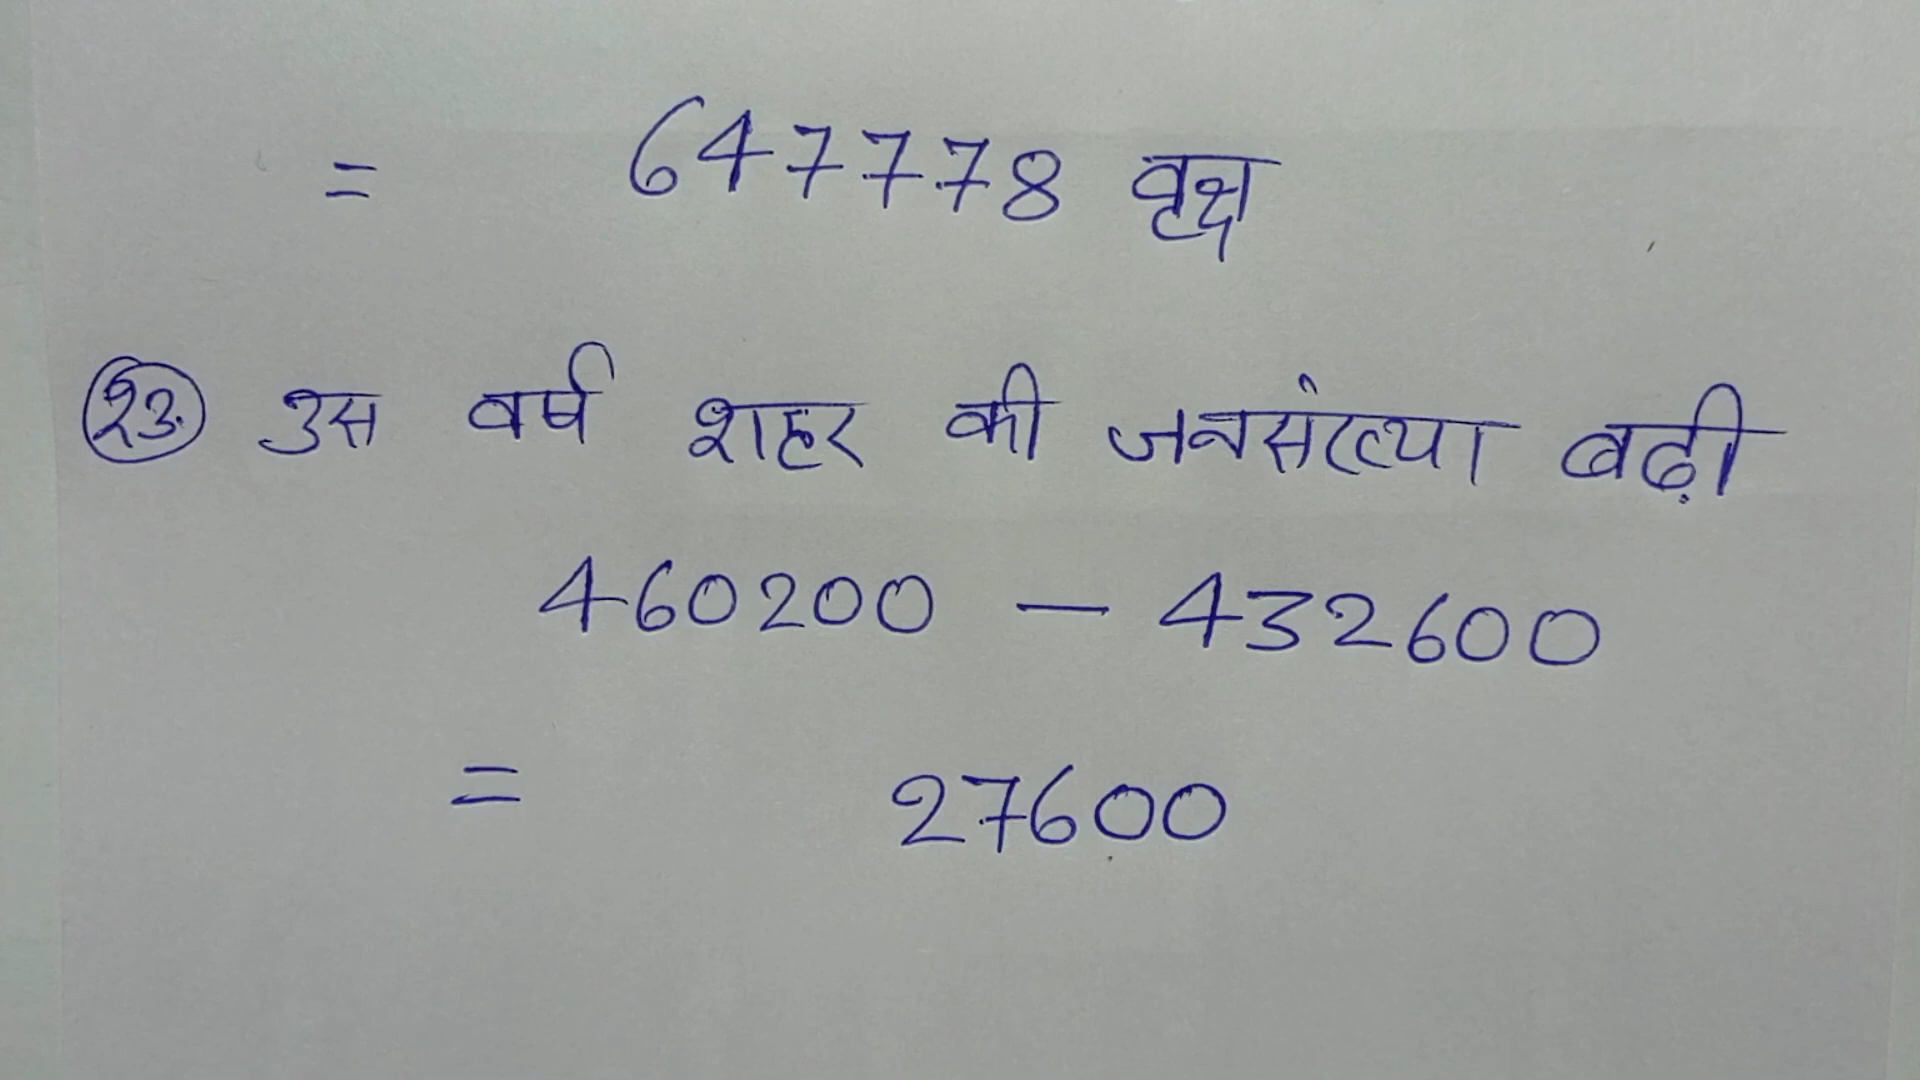 = 647778 वृक्ष
23. उस वर्ष शहर की जनसंख्या बढ़ी
460200 - 432600
= 27600